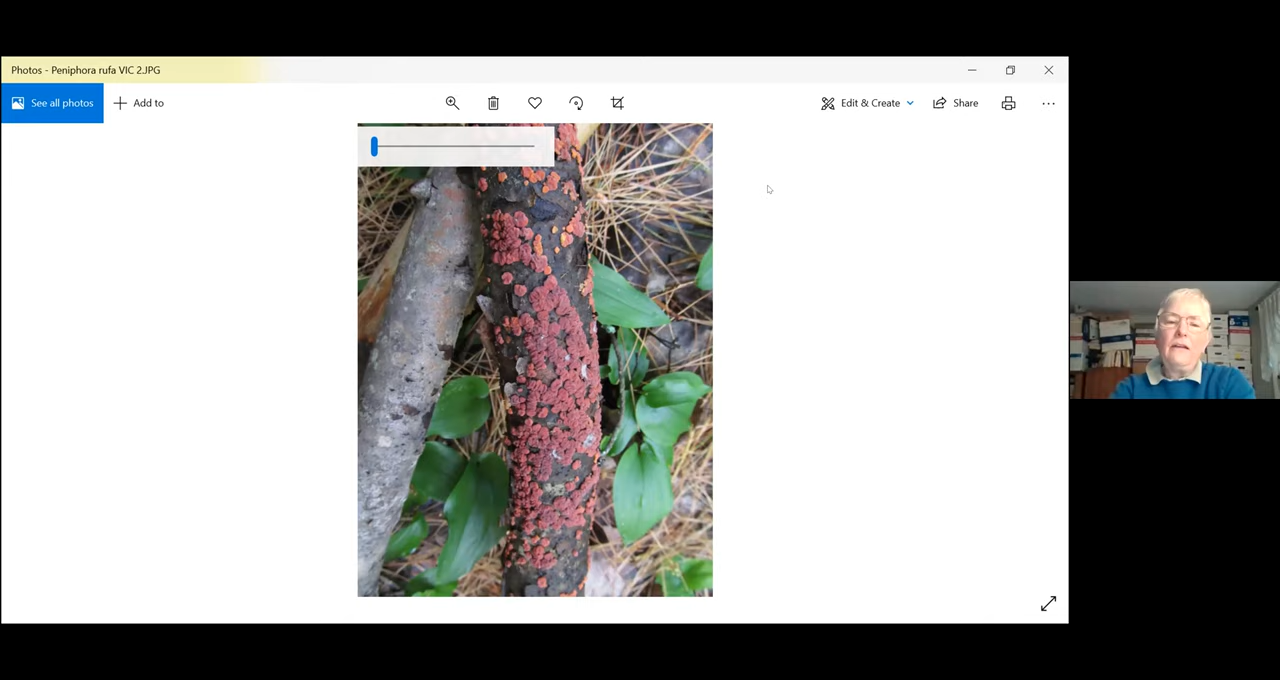 Photos - Peniphora rufa VIC 2.JPG
See all photos
Add to
Edit & Create
Share